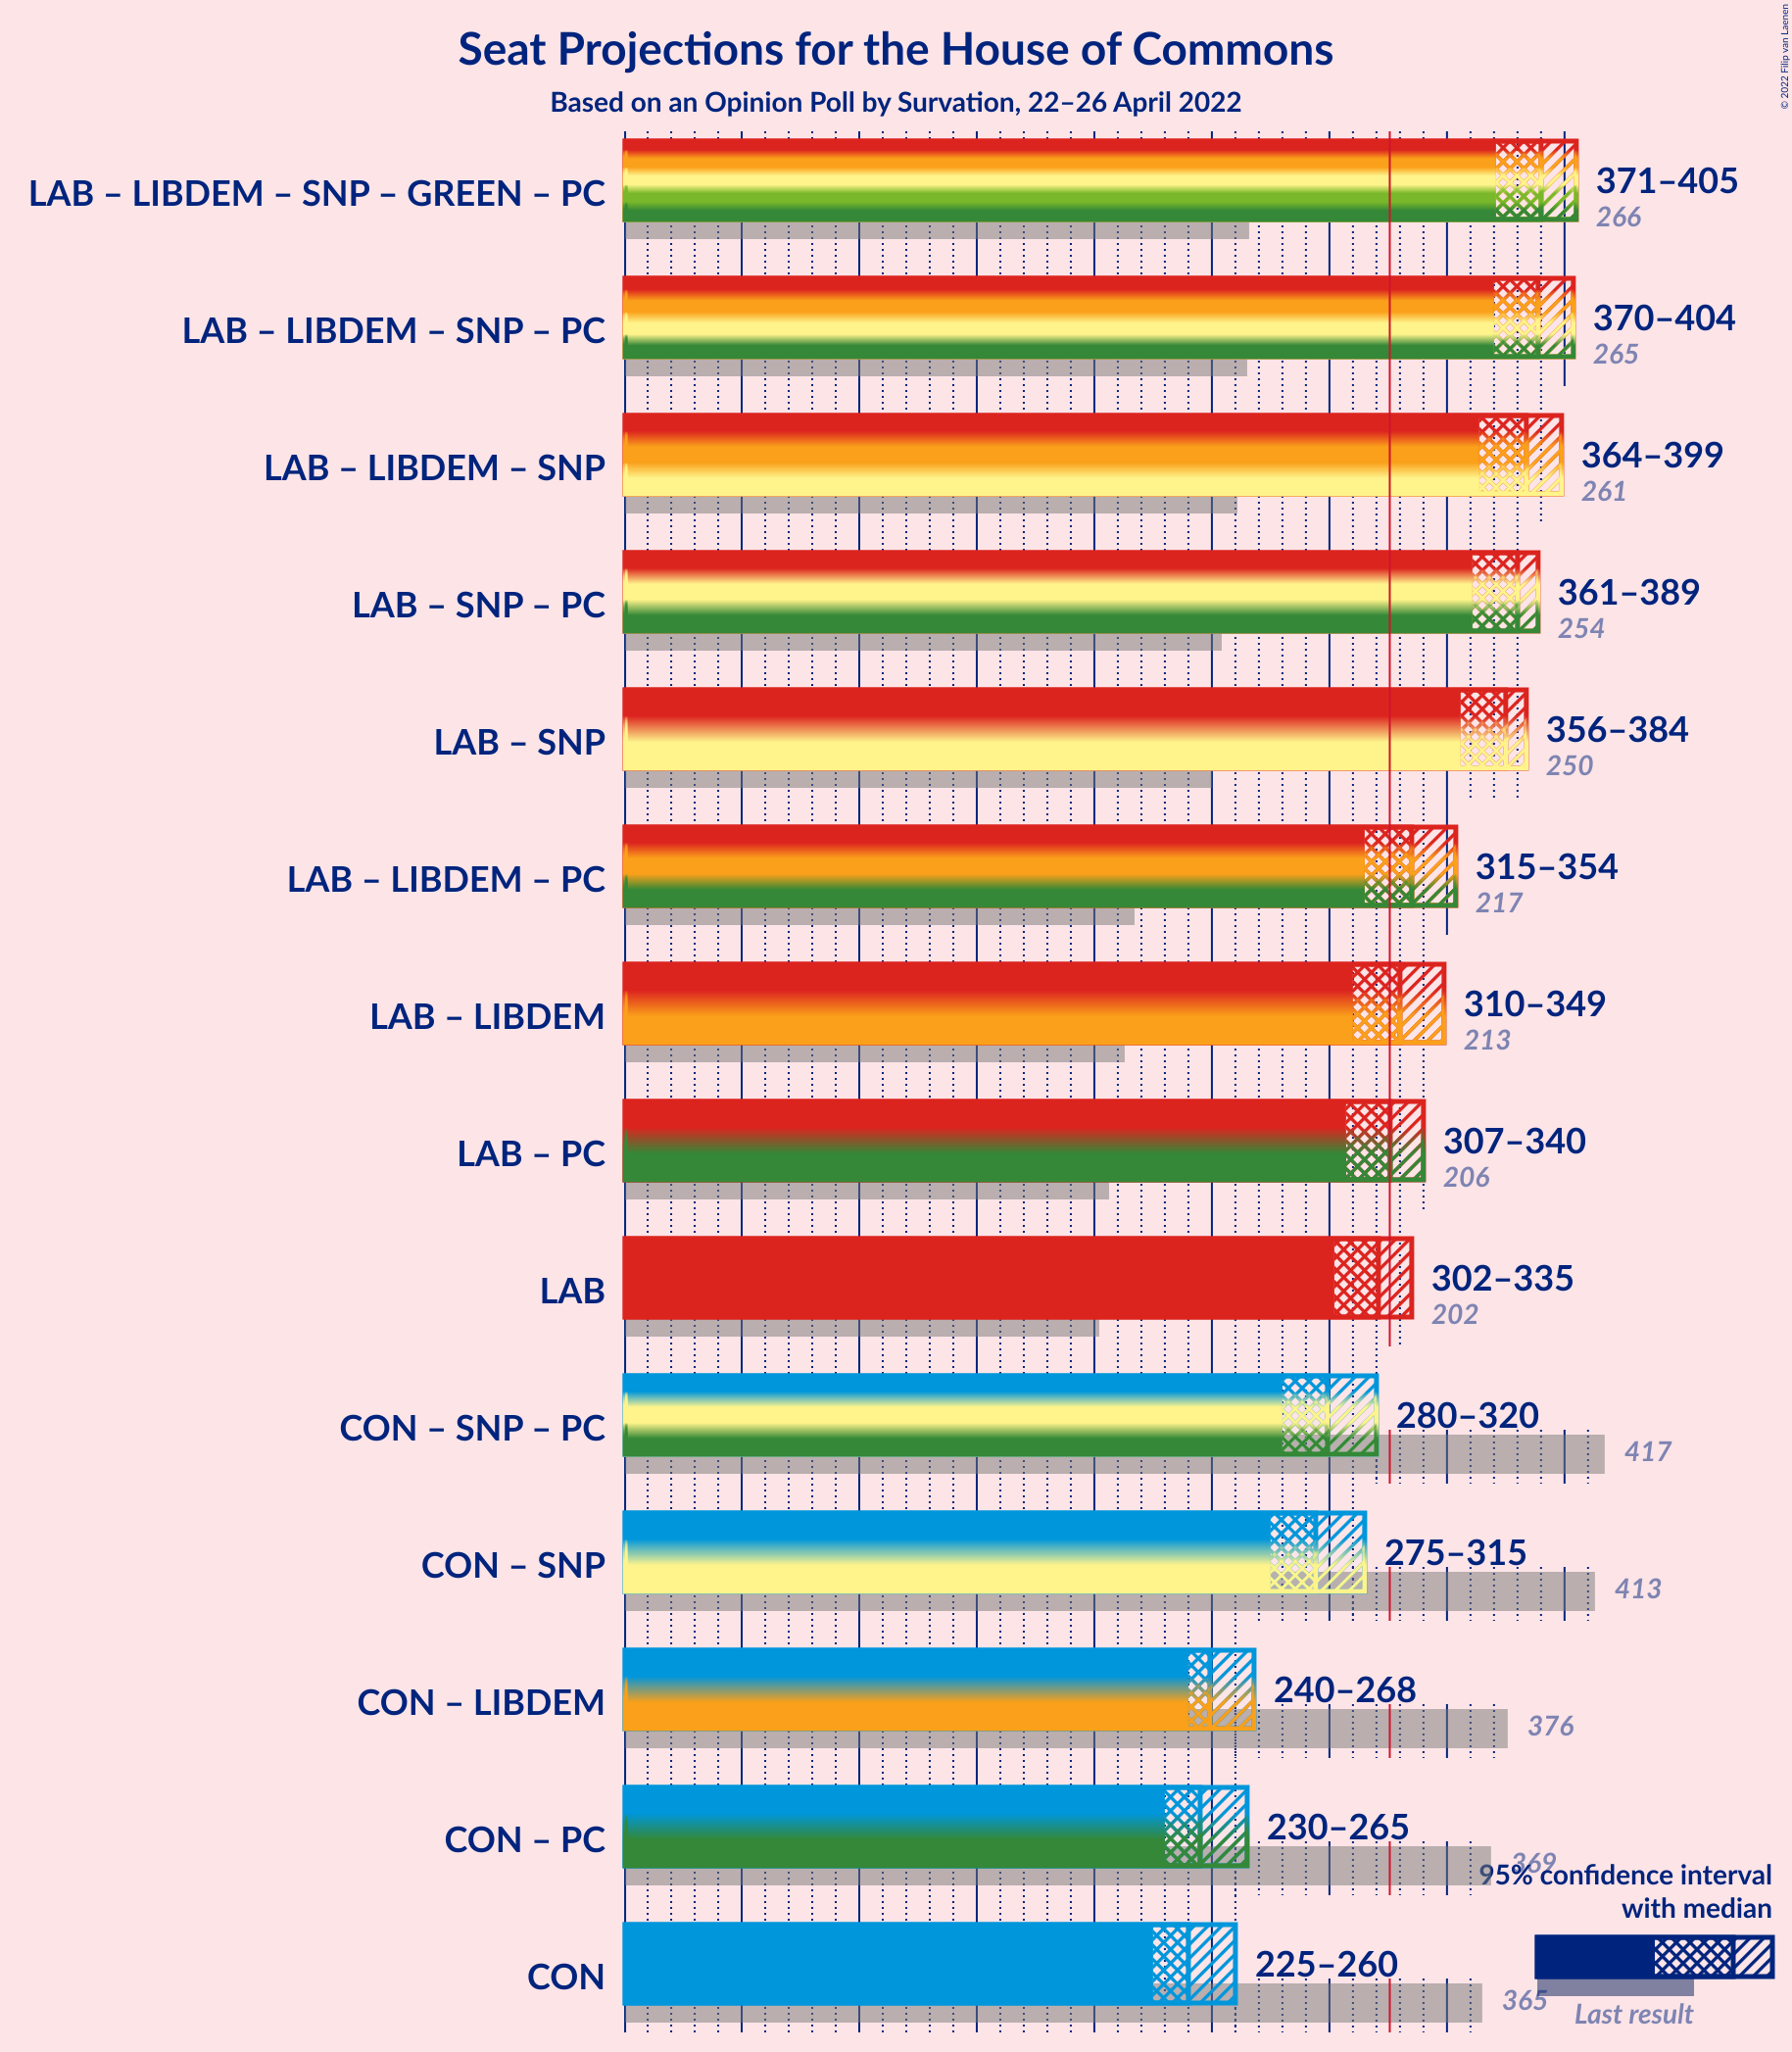 Seat Projections for the House of Commons
Based on an Opinion Poll by Survation, 22–26 April 2022
© 2022 Filip van Laenen
LAB – LIBDEM – SNP – GREEN – PC
371–405
266
LAB – LIBDEM – SNP – PC
370–404
265
LAB – LIBDEM – SNP
364–399
261
LAB – SNP – PC
361–389
254
LAB – SNP
356–384
250
LAB – LIBDEM – PC
315–354
217
LAB – LIBDEM
310–349
213
LAB – PC
307–340
206
LAB
302–335
202
CON – SNP – PC
280–320
417
CON – SNP
275–315
413
CON – LIBDEM
240–268
376
CON – PC
230–265
369
CON
225–260
365
95% confidence interval
with median
Last result